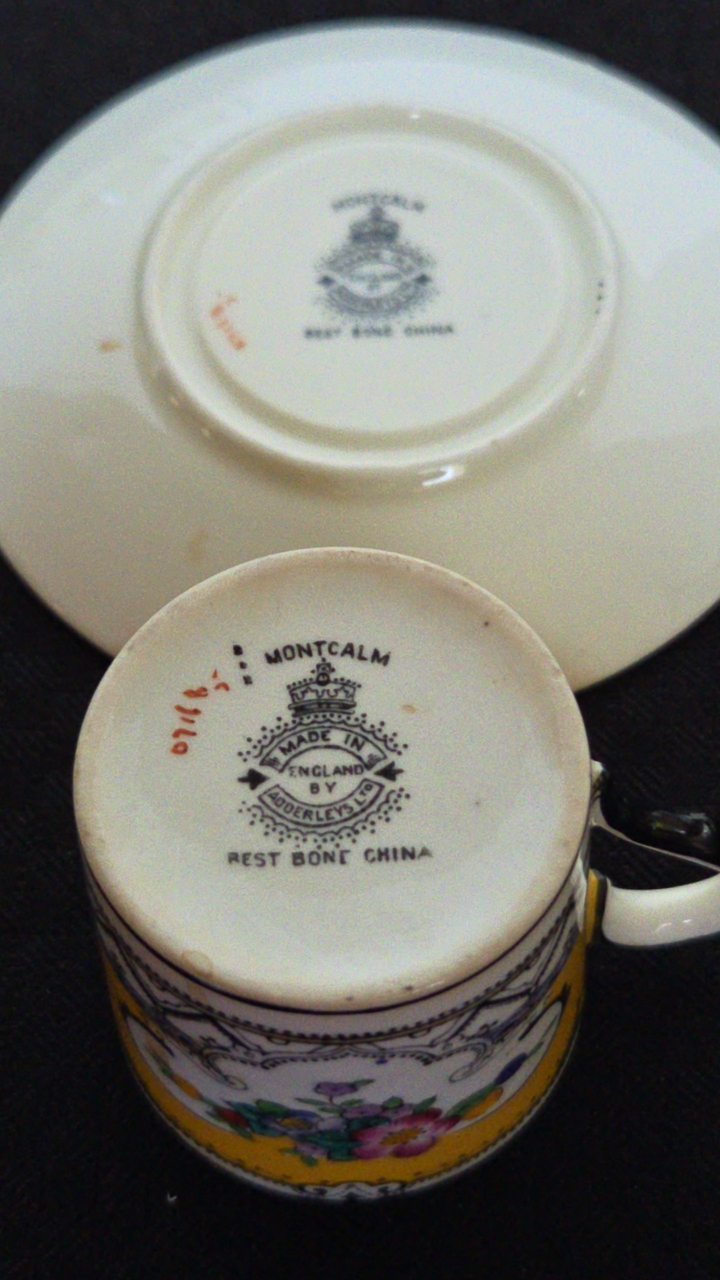 MONTCALM
BEST BONE CHINA
MONTCALM
MADE IN
ENGLAND
BY
ADDERLEYS LTD
BEST BONE CHINA